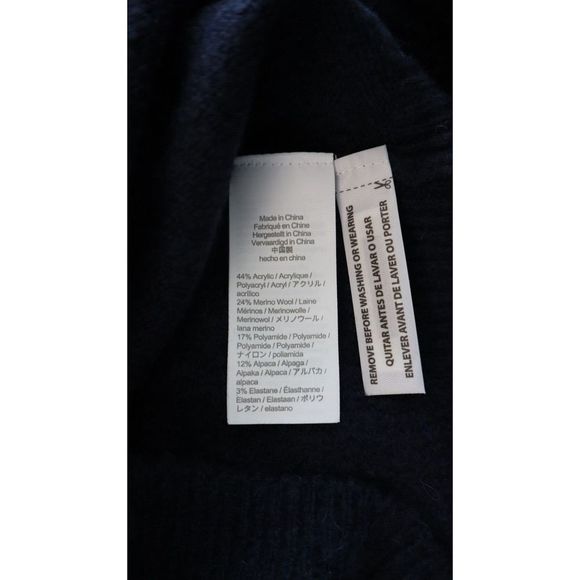 Made in China
Fabriqué en China
Hergestellt in China
Vervaardigd in China
中国製
hecho en china
44% Acrylic / Acrylique /
Polyacryl / Acryl / アクリル /
acrílico
24% Merino Wool / Laine
Mérinos / Merinowolle /
Merinowol / メリノウール /
lana merino
17% Polyamide / Polyamide /
Polyamide / Polyamide /
ナイロン / poliamida
12% Alpaca / Alpaga /
Alpaka / Alpaca / アルパカ /
alpaca
3% Elastane / Élasthanne /
Elastan / Elastaan / ポリウ
レタン / elastano
REMOVE BEFORE WASHING OR WEARING
QUITAR ANTES DE LAVAR O USAR
ENLEVER AVANT DE LAVER OU PORTER